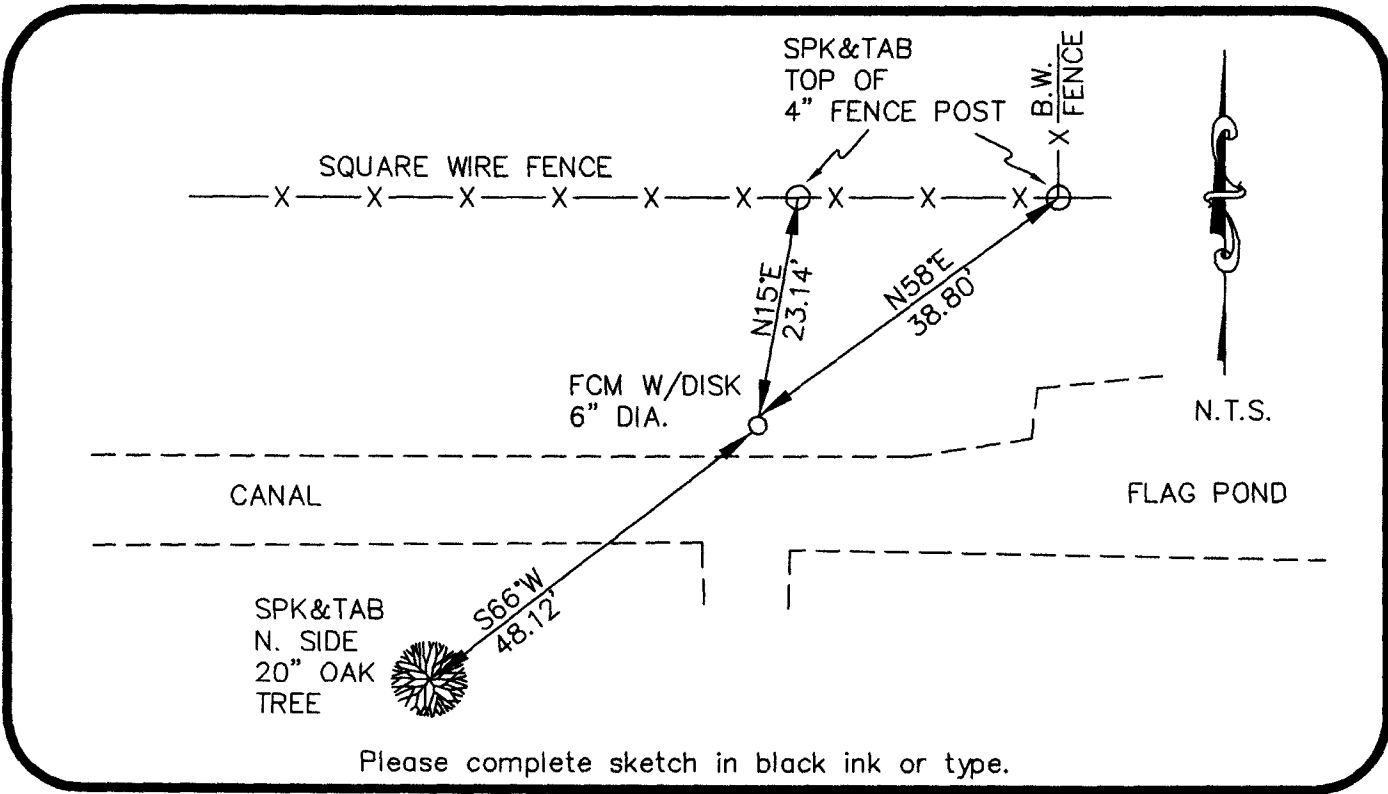 SPK&TAB
TOP OF
4" FENCE POST
B.W.
FENCE
SQUARE WIRE FENCE
X X X X X X X X X
X
N15°E
23.14'
N58°E
38.80'
FCM W/DISK
6" DIA.
N.T.S.
CANAL
FLAG POND
S66°W
48.12'
SPK&TAB
N. SIDE
20" OAK
TREE
Please complete sketch in black ink or type.